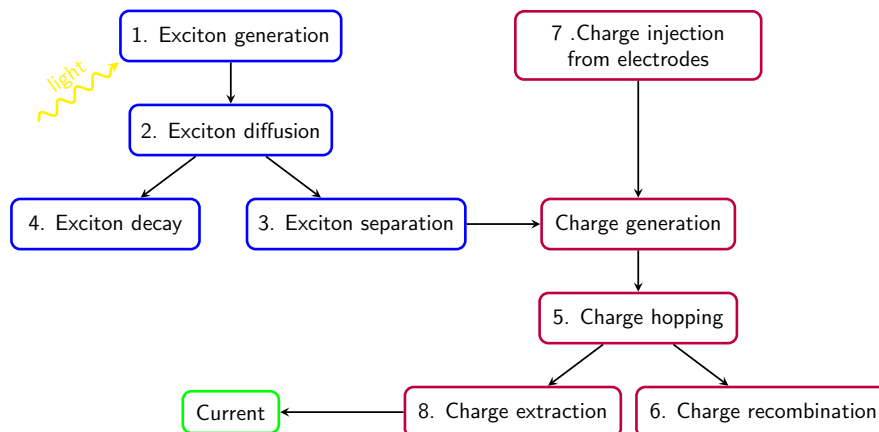 1. Exciton generation
7 .Charge injection
from electrodes
light
2. Exciton diffusion
4. Exciton decay
3. Exciton separation
Charge generation
5. Charge hopping
Current
8. Charge extraction
6. Charge recombination